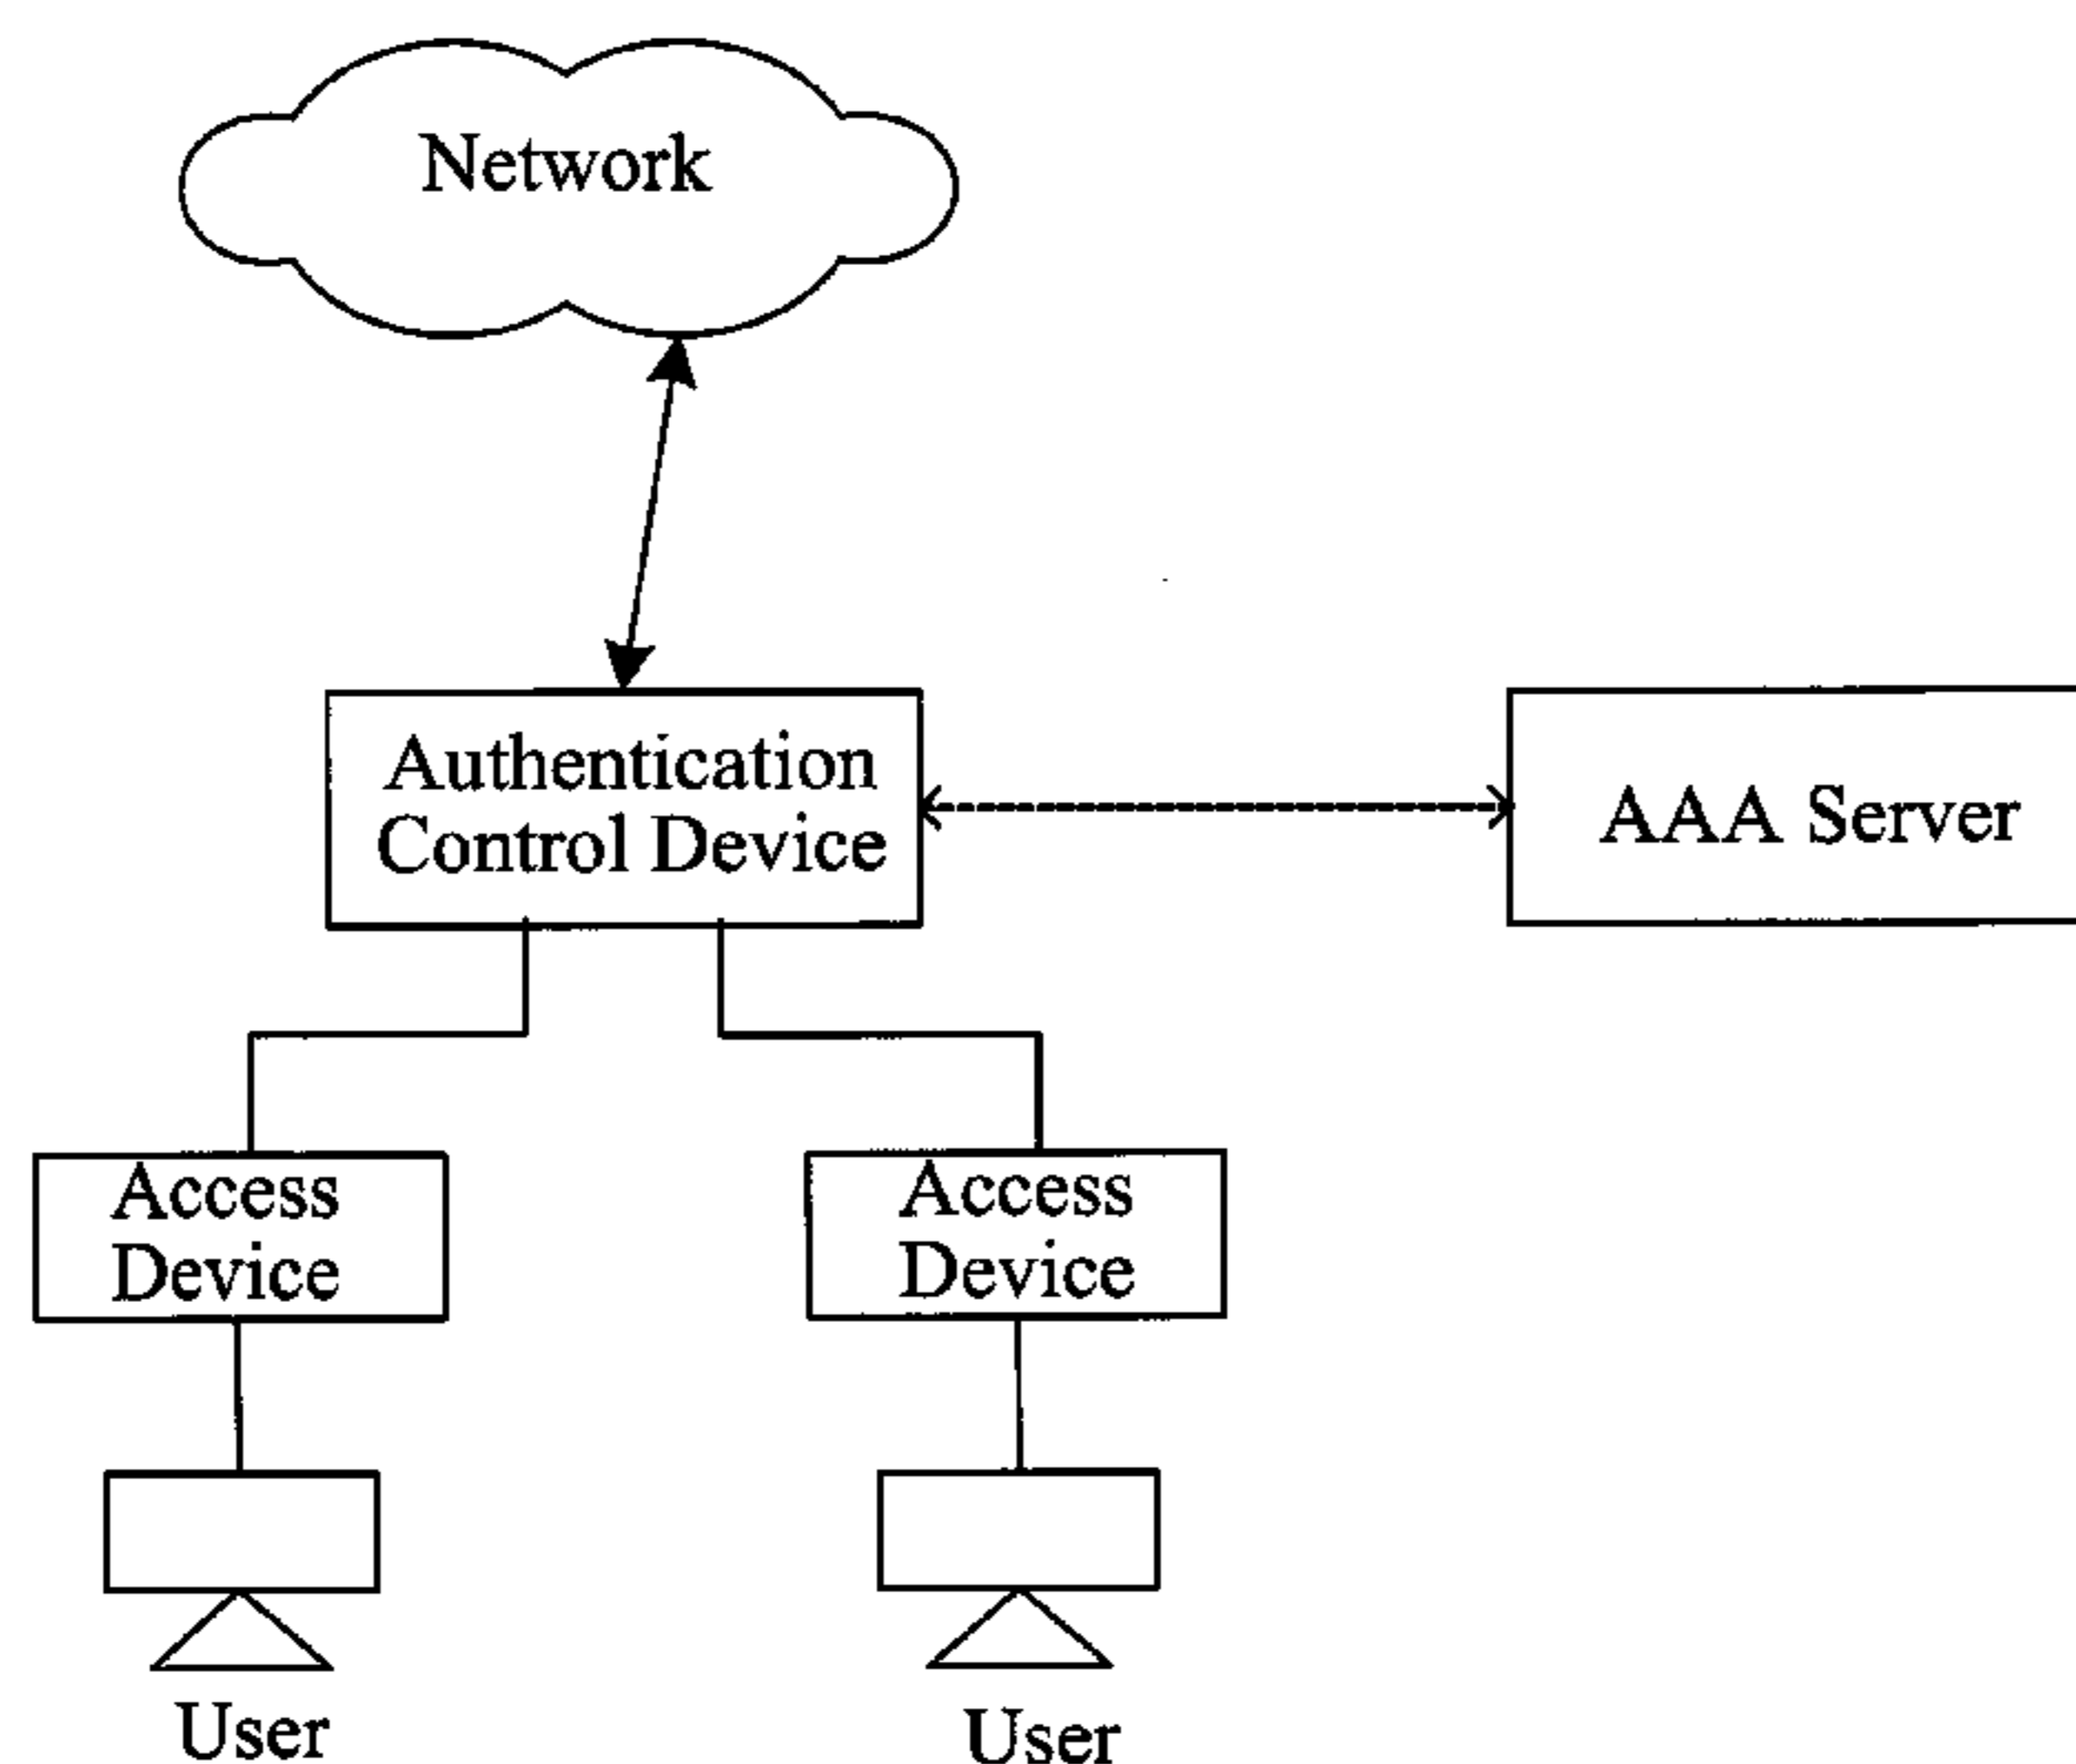 Network
Authentication
Control Device
AAA Server
Access
Device
Access
Device
User
User